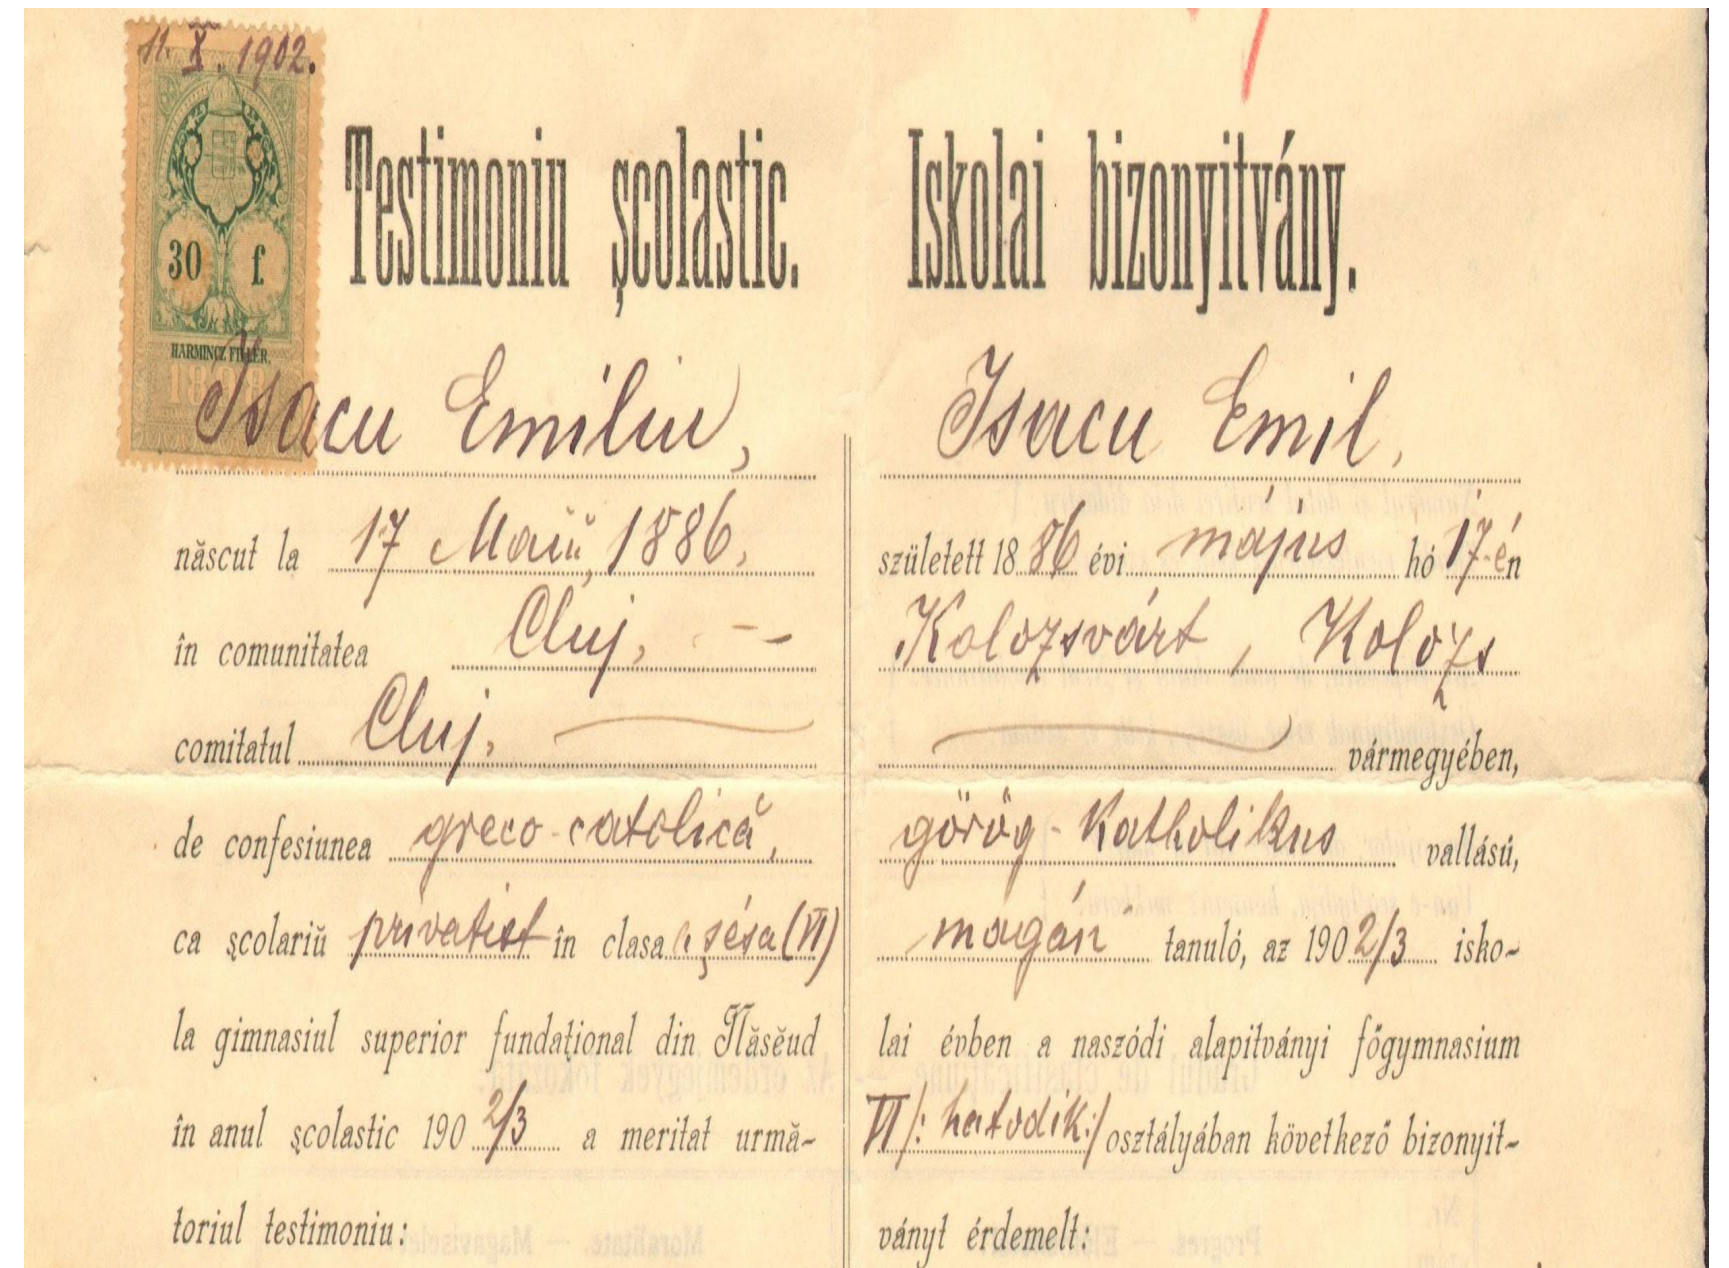 11. X. 1902.
30 f.
HARMINCZ FILLÉR.
Testimoniu şcolastic.
Isacu Emiliu,
născut la 17 Maiŭ, 1886.
în comunitatea Cluj, --
comitatul Cluj,
de confesiunea greco-catolică,
ca şcolariŭ privatist în clasa a şésa (VI)
la gimnasiul superior fundaţional din Năsĕud
în anul şcolastic 1902/3 a meritat urmă-
toriul testimoniu:
Iskolai bizonyitvány.
Isacu Emil,
született 1886 évi május hó 17-én
Kolozsvárt, Kolozs
vármegyében,
görög-katholikus vallású,
magán tanuló, az 1902/3 isko-
lai évben a naszódi alapitványi főgymnasium
VI /: hatodik :/ osztályában következő bizonyit-
ványt érdemelt: